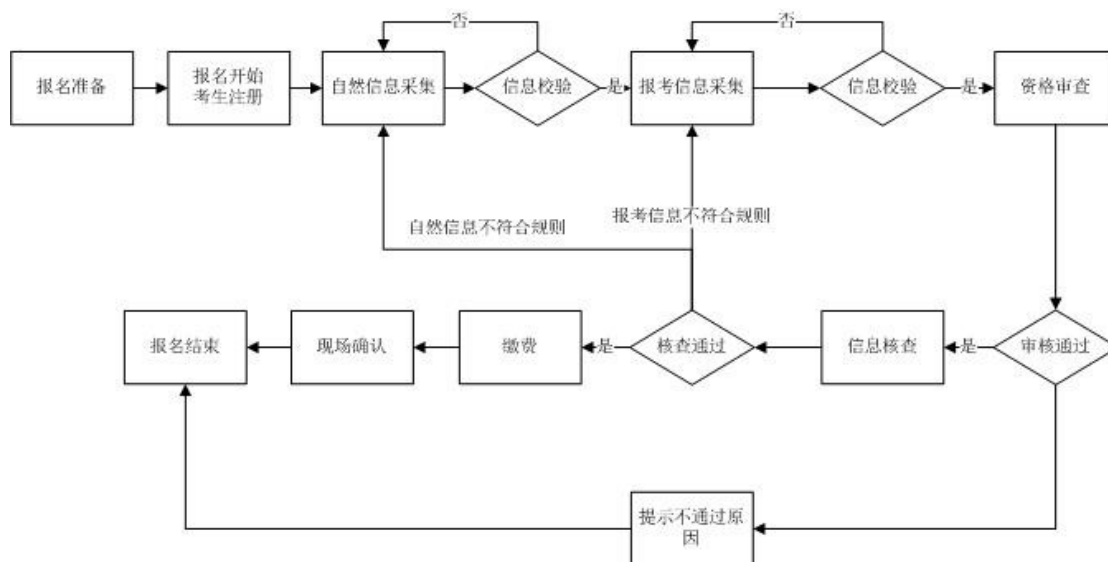 否
否
报名准备
报名开始
考生注册
自然信息采集
信息校验
是
报考信息采集
信息校验
是
资格审查
自然信息不符合规则
报考信息不符合规则
报名结束
现场确认
缴费
是
核查通过
信息核查
是
审核通过
提示不通过原
因